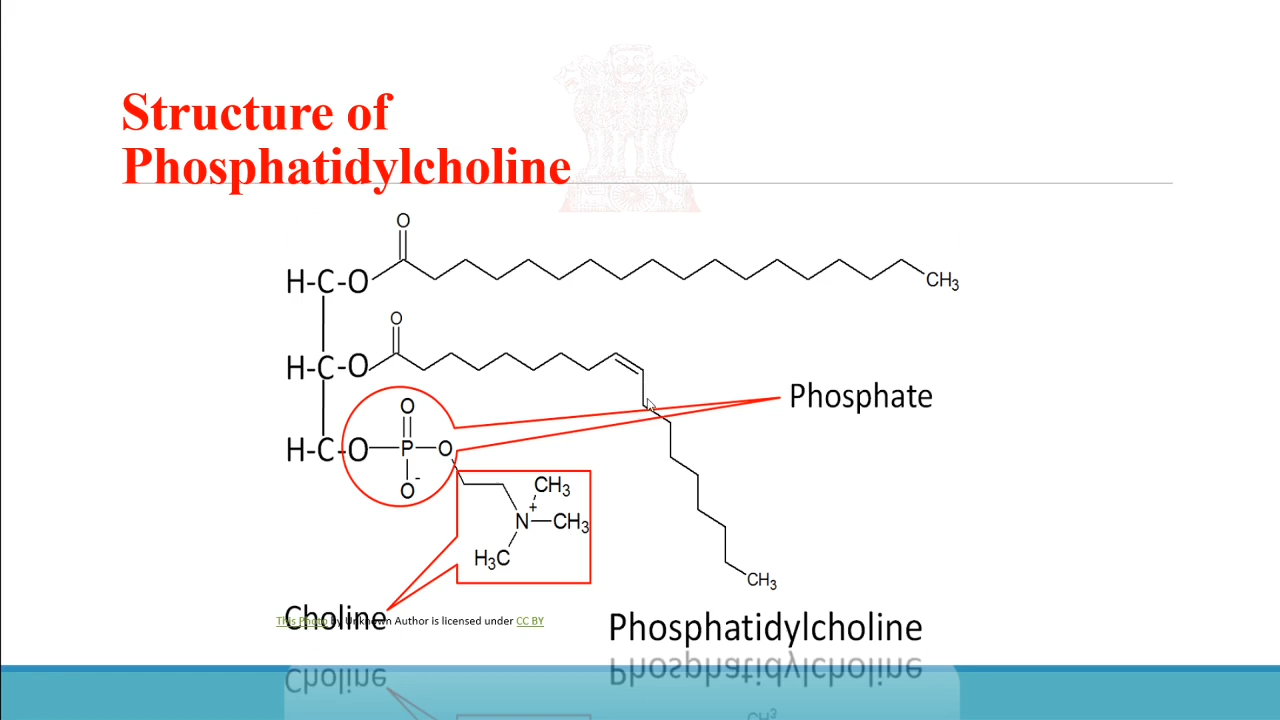 Structure of
Phosphatidylcholine
O
H-C-O
CH3
O
H-C-O
Phosphate
O
H-C-O
P
O
O-
CH3
N+
CH3
H3C
CH3
Choline
This Photo by Unknown Author is licensed under CC BY
Phosphatidylcholine